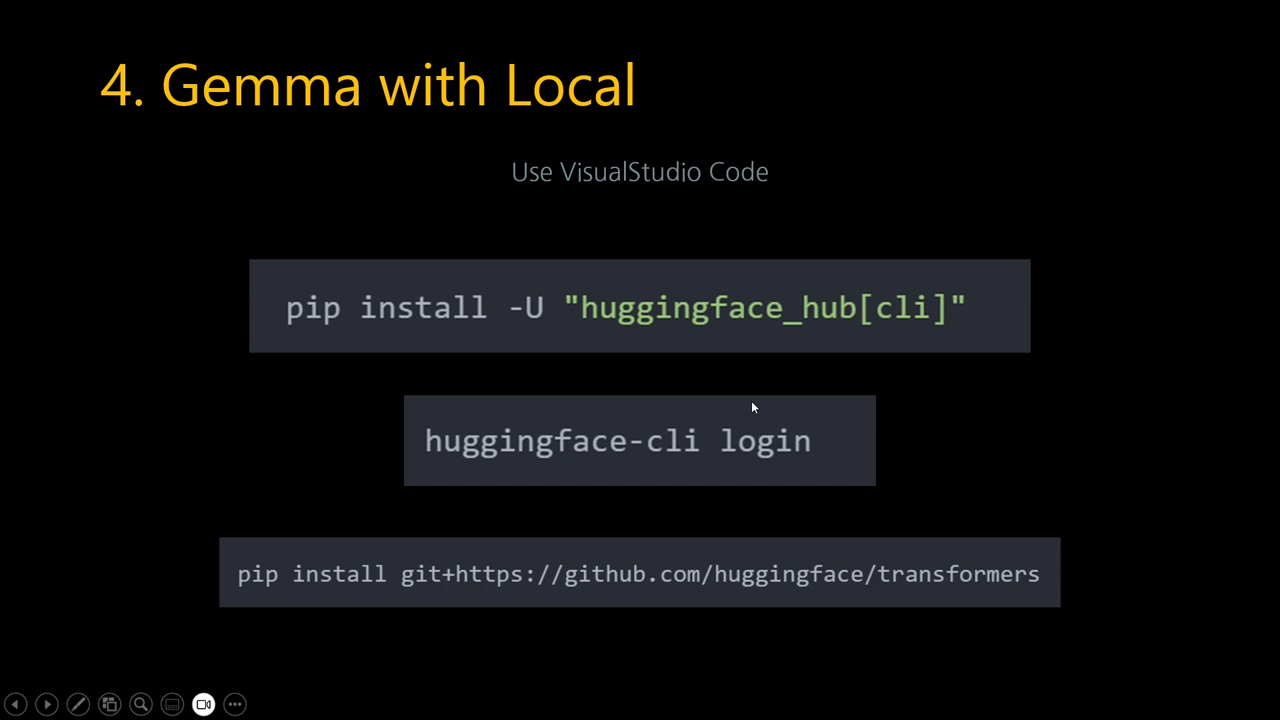 4. Gemma with Local
Use VisualStudio Code
pip install -U "huggingface_hub[cli]"
huggingface-cli login
pip install git+https://github.com/huggingface/transformers